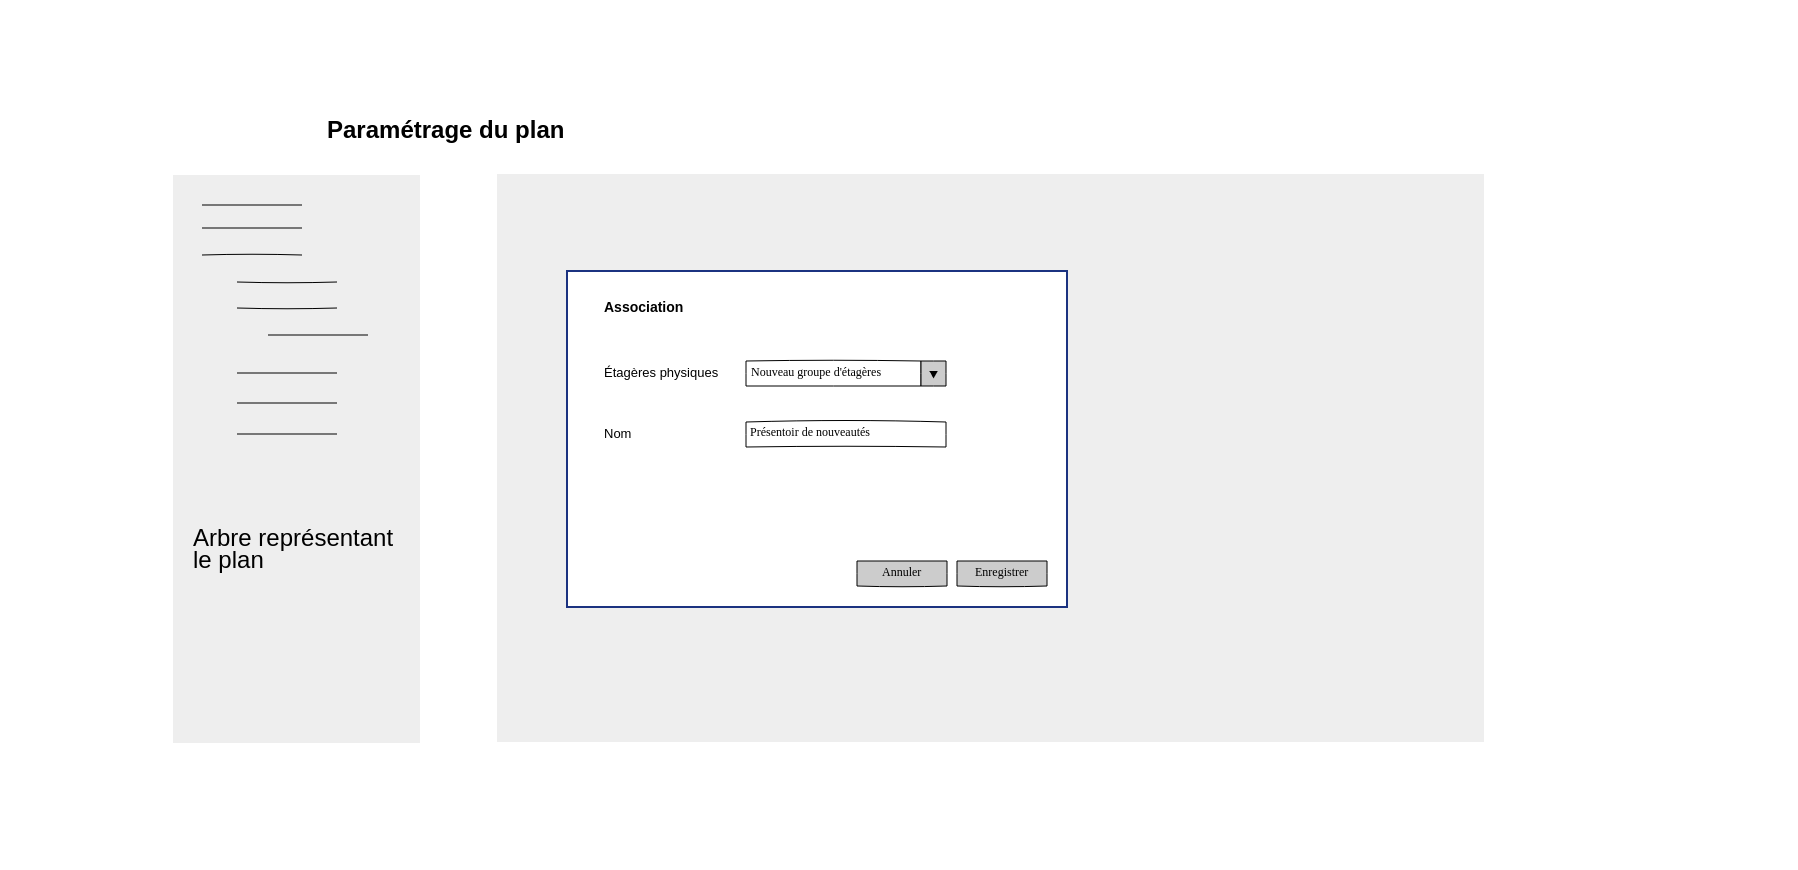 Paramétrage du plan
Arbre représentant
le plan
Association
Étagères physiques
Nouveau groupe d'étagères
Nom
Présentoir de nouveautés
Annuler
Enregistrer